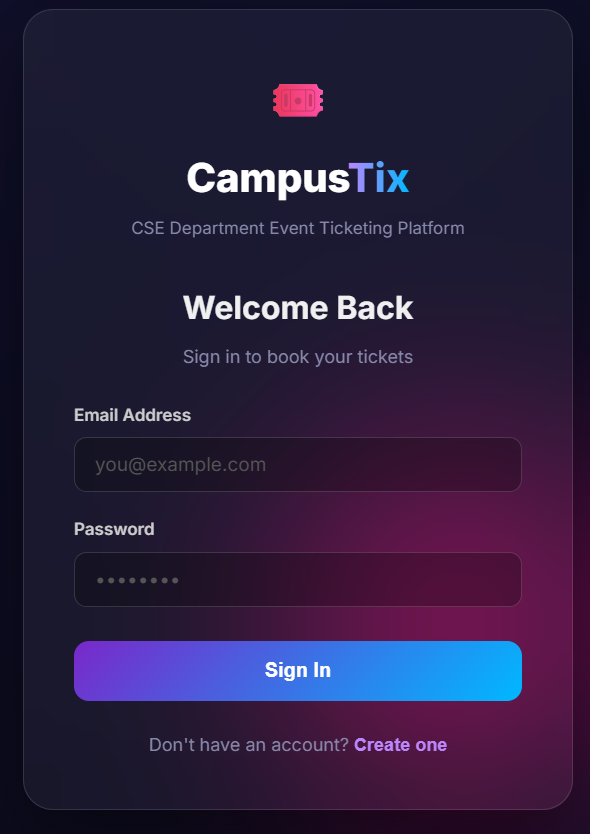 CampusTix
CSE Department Event Ticketing Platform
Welcome Back
Sign in to book your tickets
Email Address
you@example.com
Password
••••••••
Sign In
Don't have an account? Create one